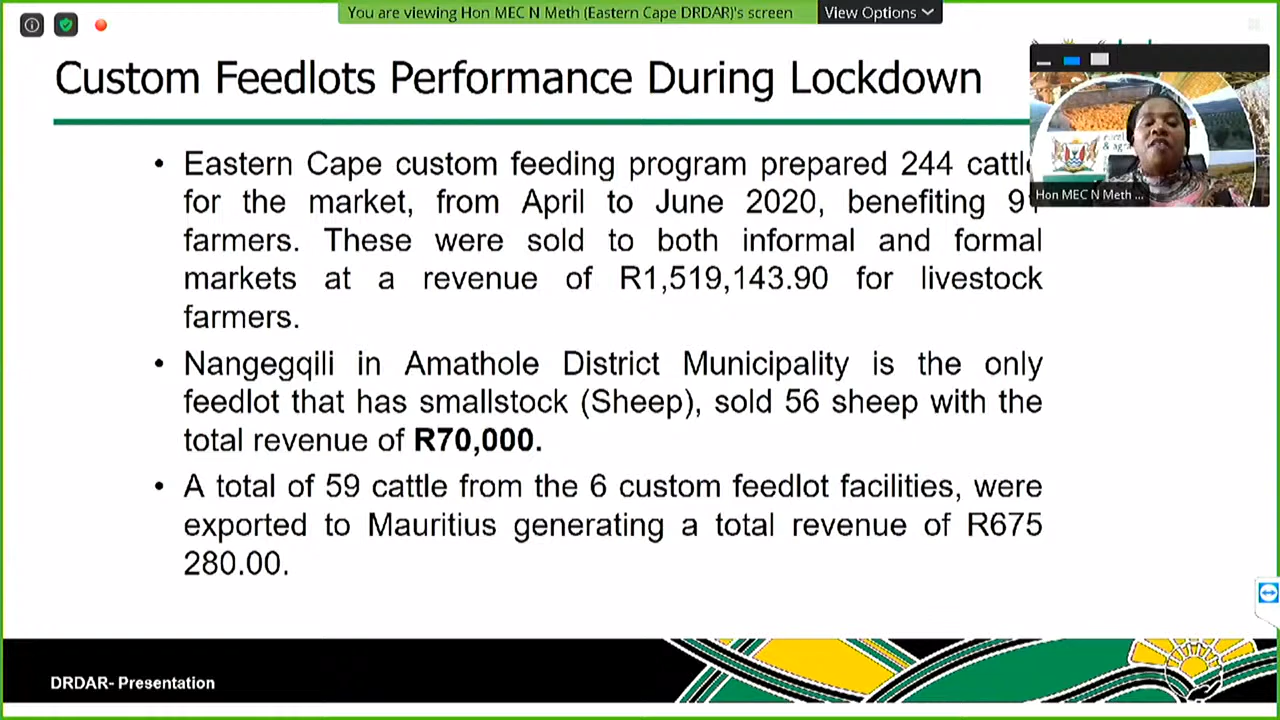 You are viewing Hon MEC N Meth (Eastern Cape DRDAR)'s screen
View Options
Custom Feedlots Performance During Lockdown
• Eastern Cape custom feeding program prepared 244 cattle
for the market, from April to June 2020, benefiting
farmers. These were sold to both informal and formal
markets at a revenue of R1,519,143.90 for livestock
farmers.
• Nangegqili in Amathole District Municipality is the only
feedlot that has smallstock (Sheep), sold 56 sheep with the
total revenue of R70,000.
• A total of 59 cattle from the 6 custom feedlot facilities, were
exported to Mauritius generating a total revenue of R675
280.00.
Hon MEC N Meth ...
DRDAR- Presentation